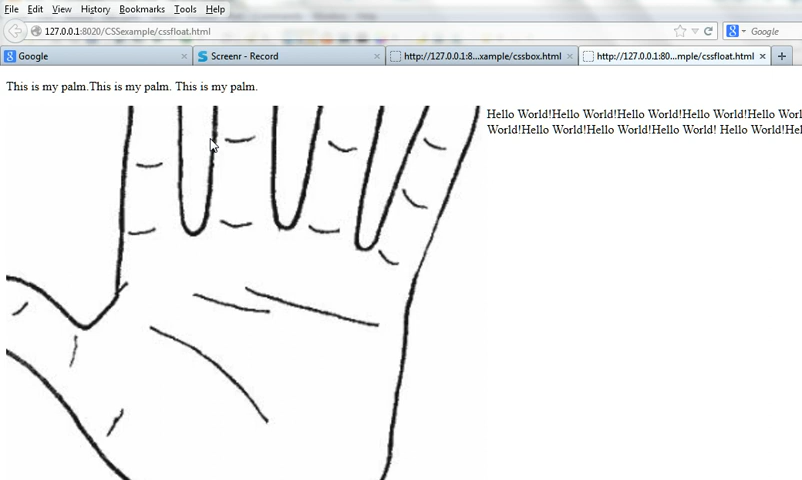 File Edit View History Bookmarks Tools Help
127.0.0.1:8020/CSSexample/cssfloat.html
Google
Google
Screenr - Record
http://127.0.0.1:8...xample/cssbox.html
http://127.0.0.1:80...mple/cssfloat.html
This is my palm.This is my palm. This is my palm.
Hello World!Hello World!Hello World!Hello World!Hello Worl
World!Hello World!Hello World!Hello World! Hello World!Hel